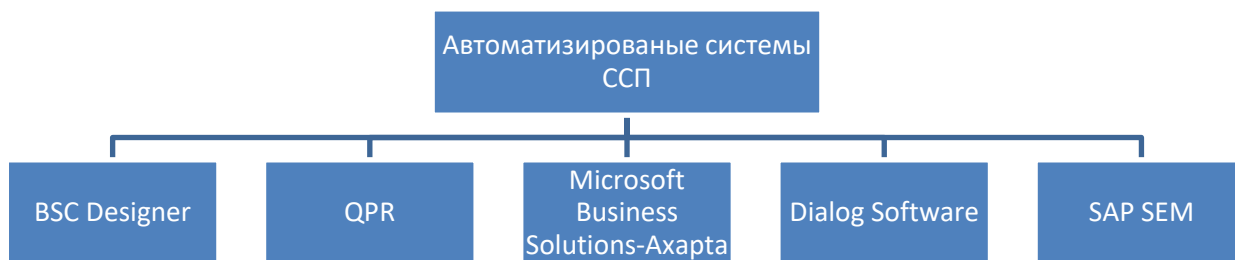 Автоматизированые системы
ССП
BSC Designer
QPR
Microsoft
Business
Solutions-Axapta
Dialog Software
SAP SEM